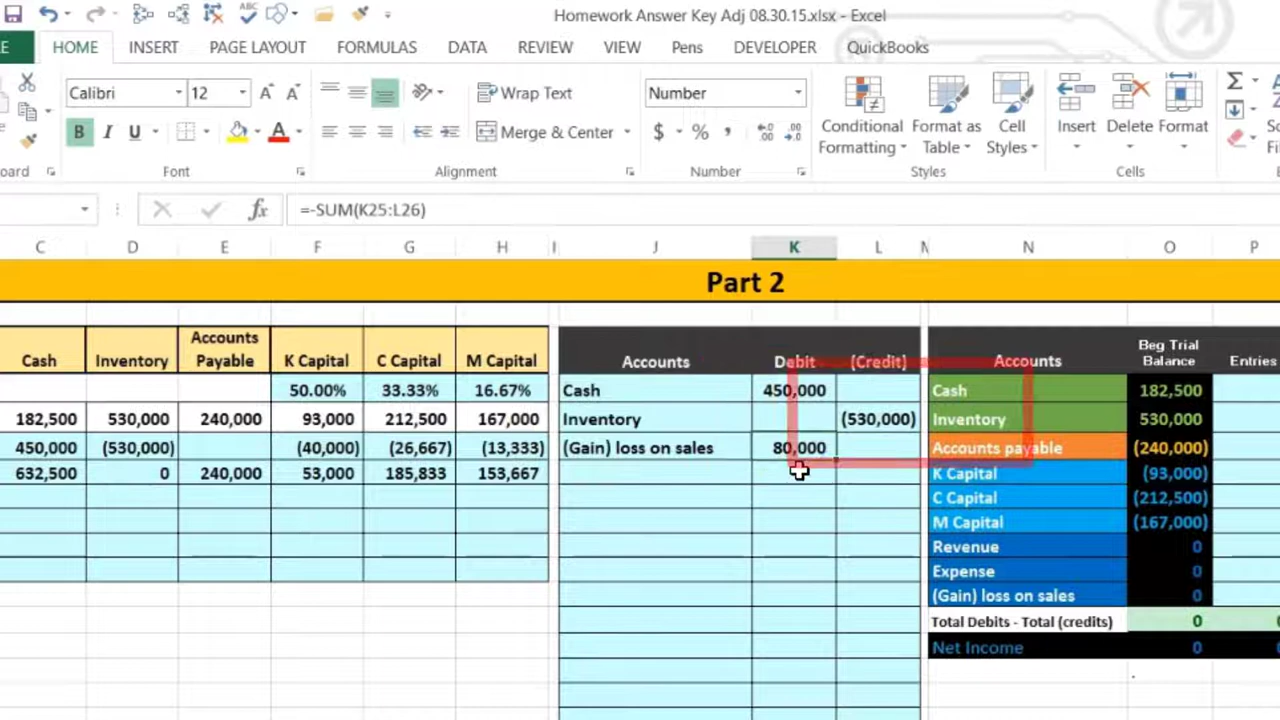 Homework Answer Key Adj 08.30.15.xlsx - Excel
E HOME INSERT PAGE LAYOUT FORMULAS DATA REVIEW VIEW Pens DEVELOPER QuickBooks
Calibri 12 Wrap Text Number
B I U Merge & Center $ % , Conditional Formatting Format as Table Cell Styles Insert Delete Format
oard Font Alignment Number Styles Cells
fx =-SUM(K25:L26)
C D E F G H I J K L M N O P
Part 2
Cash Inventory Accounts Payable K Capital C Capital M Capital Accounts Debit (Credit) Accounts Beg Trial Balance Entries
50.00% 33.33% 16.67% Cash 450,000 Cash 182,500
182,500 530,000 240,000 93,000 212,500 167,000 Inventory (530,000) Inventory 530,000
450,000 (530,000) (40,000) (26,667) (13,333) (Gain) loss on sales 80,000 Accounts payable (240,000)
632,500 0 240,000 53,000 185,833 153,667 K Capital (93,000)
C Capital (212,500)
M Capital (167,000)
Revenue 0
Expense 0
(Gain) loss on sales 0
Total Debits - Total (credits) 0
Net Income 0